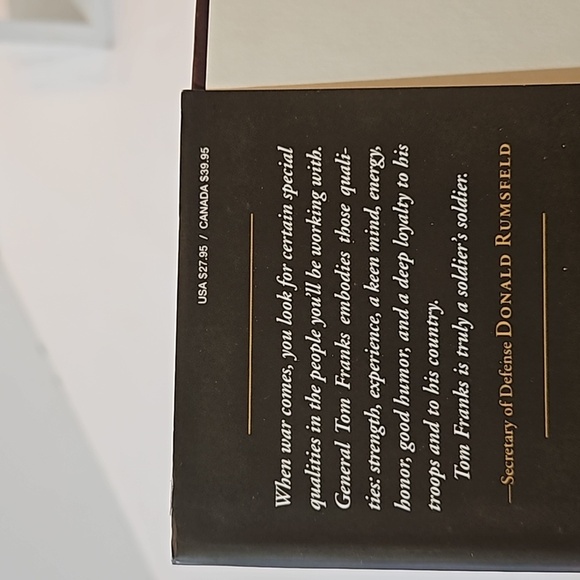 USA $27.95 / CANADA $39.95
When war comes, you look for certain special
qualities in the people you'll be working with.
General Tom Franks embodies those quali-
ties: strength, experience, a keen mind, energy,
honor, good humor, and a deep loyalty to his
troops and to his country.
Tom Franks is truly a soldier's soldier.
—Secretary of Defense DONALD RUMSFELD